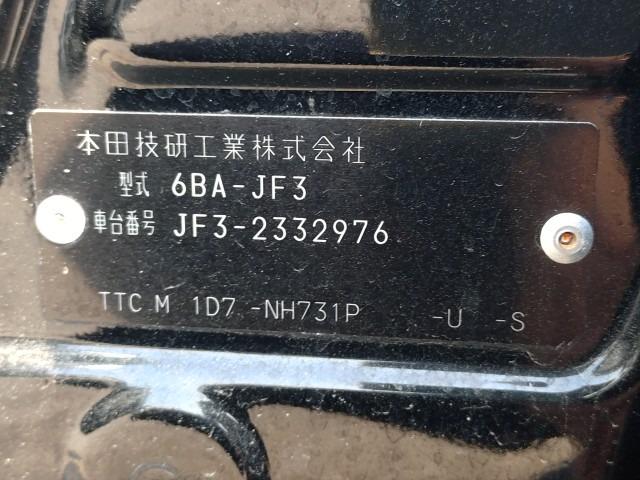 本田技研工業株式会社
型式 6BA-JF3
車台番号 JF3-2332976
TTC M 1D7 -NH731P -U -S